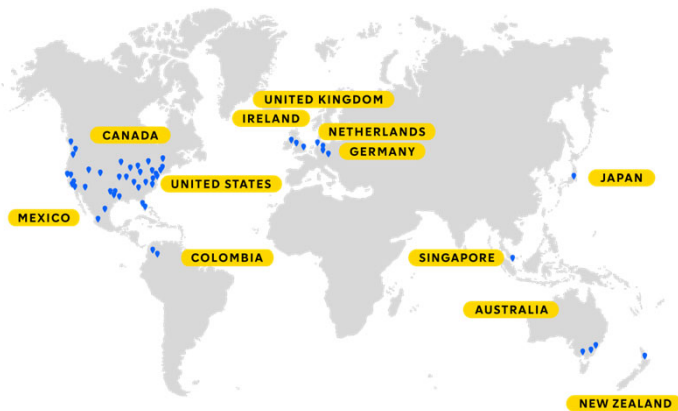 UNITED KINGDOM
IRELAND
NETHERLANDS
CANADA
GERMANY
JAPAN
UNITED STATES
MEXICO
COLOMBIA
SINGAPORE
AUSTRALIA
NEW ZEALAND